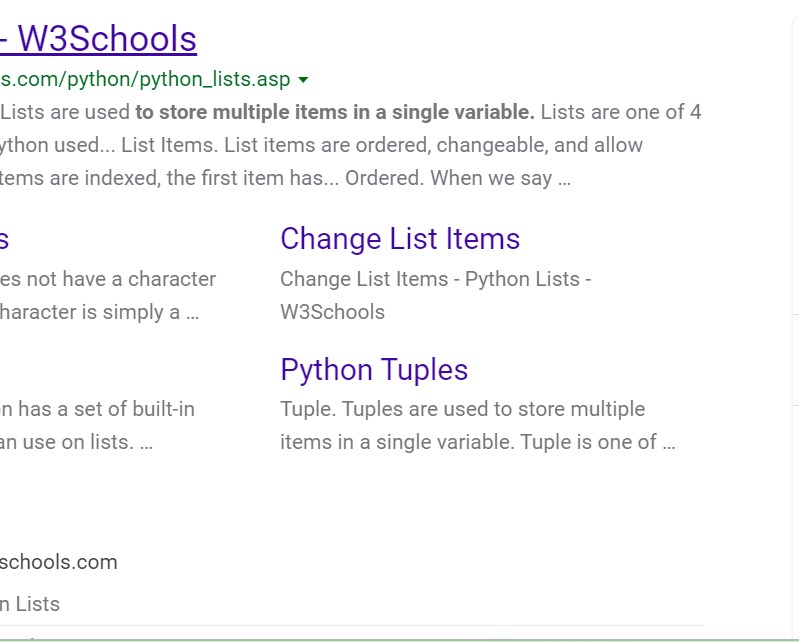 - W3Schools
s.com/python/python_lists.asp
Lists are used to store multiple items in a single variable. Lists are one of 4
ython used... List Items. List items are ordered, changeable, and allow
tems are indexed, the first item has... Ordered. When we say ...
s
es not have a character
haracter is simply a ...
Change List Items
Change List Items - Python Lists -
W3Schools
n has a set of built-in
an use on lists. ...
Python Tuples
Tuple. Tuples are used to store multiple
items in a single variable. Tuple is one of ...
schools.com
n Lists